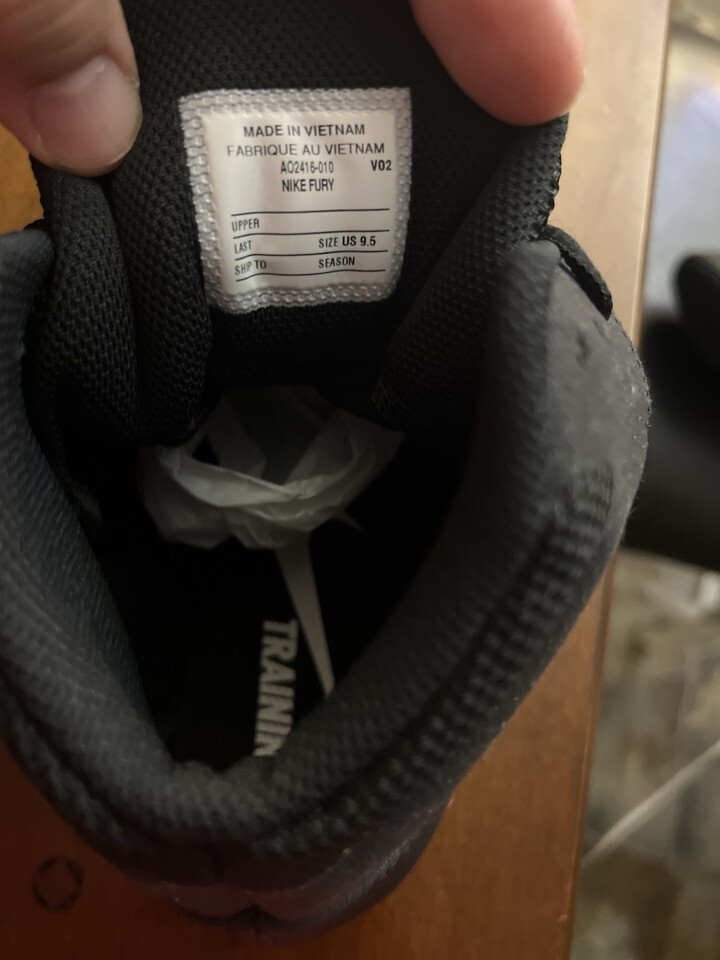 MADE IN VIETNAM
FABRIQUE AU VIETNAM
AO2416-010 V02
NIKE FURY
UPPER
LAST SIZE US 9.5
SHIP TO SEASON
TRAININ